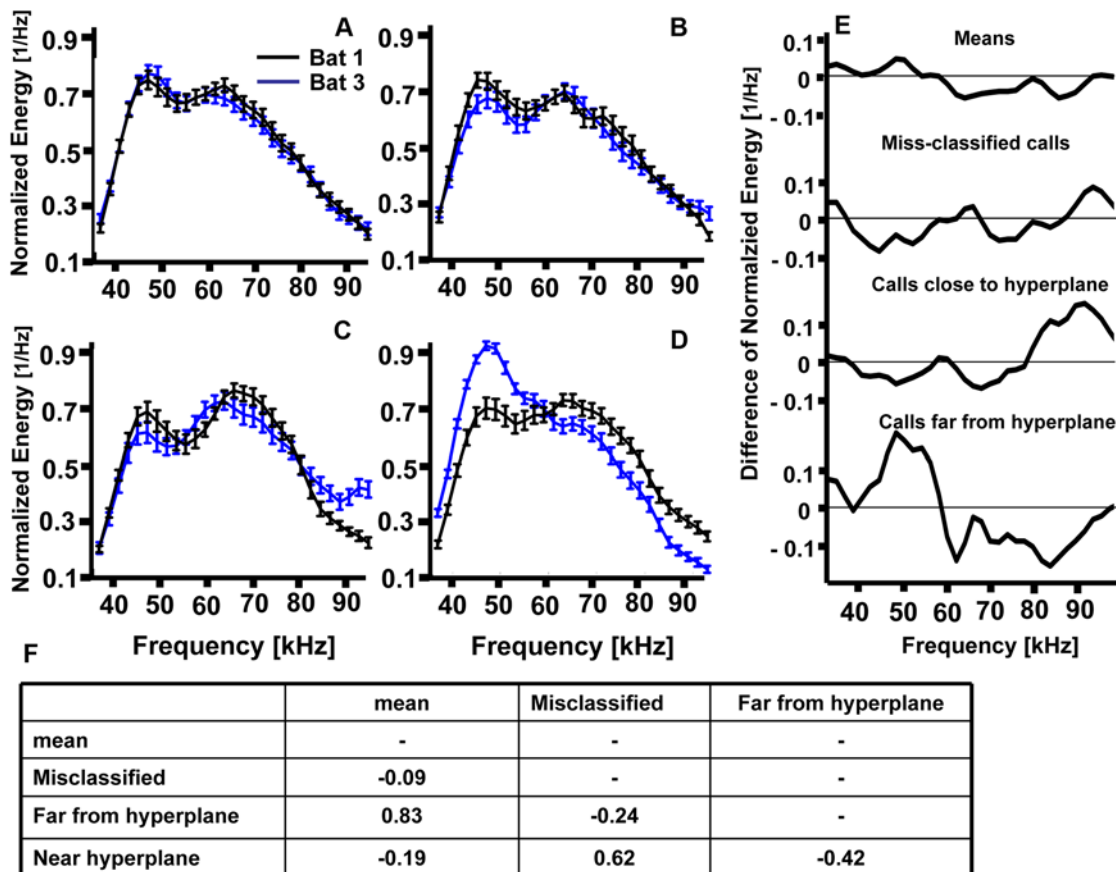 A
B
E
Bat 1
Bat 3
Normalized Energy [1/Hz]
0.9
0.7
0.5
0.3
0.1
40 50 60 70 80 90
0.9
0.7
0.5
0.3
0.1
40 50 60 70 80 90
C
D
Normalized Energy [1/Hz]
0.9
0.7
0.5
0.3
0.1
40 50 60 70 80 90
Frequency [kHz]
0.9
0.7
0.5
0.3
0.1
40 50 60 70 80 90
Frequency [kHz]
Difference of Normalzied Energy [1/Hz]
Means
0.1
0
- 0.1
Miss-classified calls
0.1
0
- 0.1
Calls close to hyperplane
0.1
0
- 0.1
Calls far from hyperplane
0.1
0
- 0.1
40 50 60 70 80 90
Frequency [kHz]
F
mean Misclassified Far from hyperplane
mean - - -
Misclassified -0.09 - -
Far from hyperplane 0.83 -0.24 -
Near hyperplane -0.19 0.62 -0.42